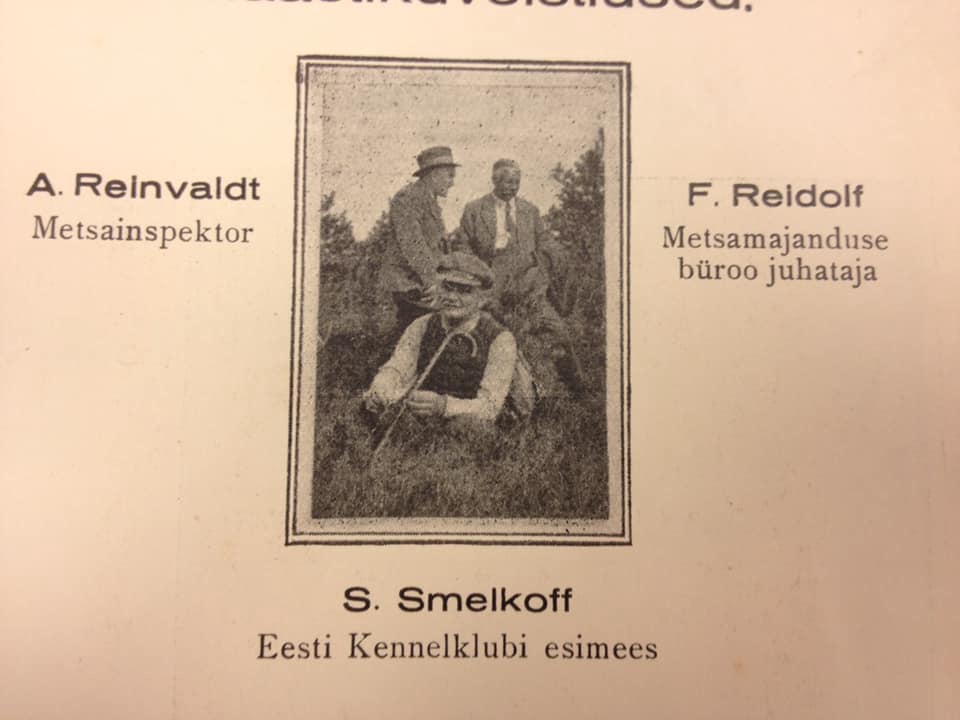 A. Reinvaldt
Metsainspektor
F. Reidolf
Metsamajanduse
büroo juhataja
S. Smelkoff
Eesti Kennelklubi esimees